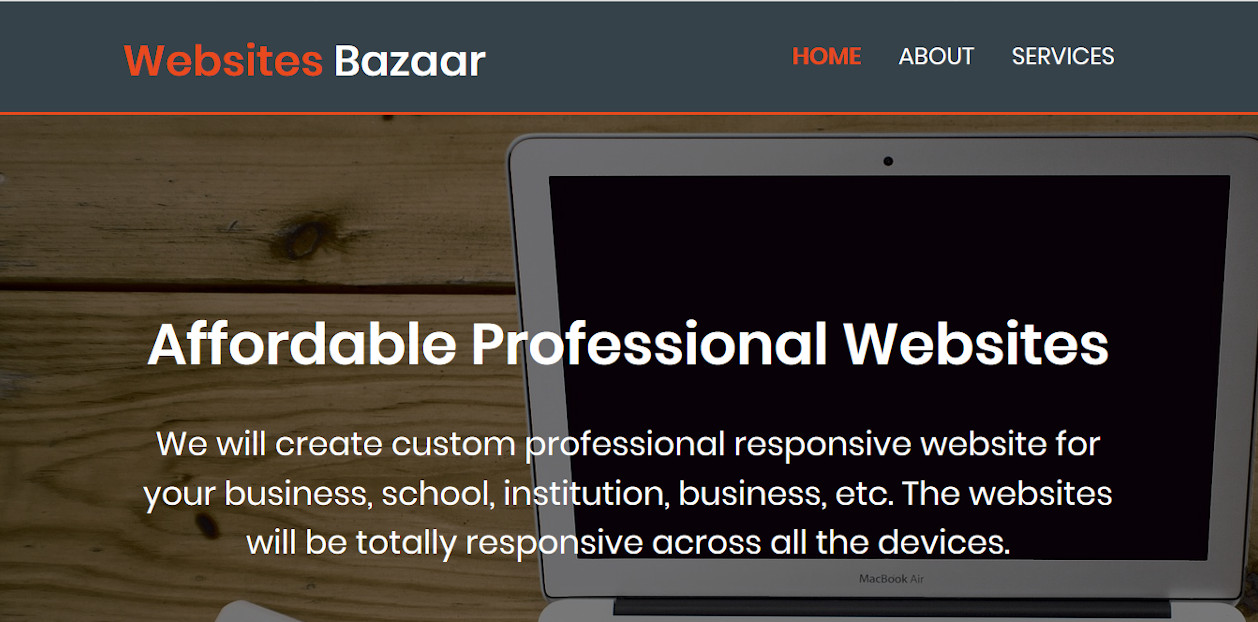 Websites Bazaar
HOME ABOUT SERVICES
Affordable Professional Websites
We will create custom professional responsive website for
your business, school, institution, business, etc. The websites
will be totally responsive across all the devices.
MacBook Air